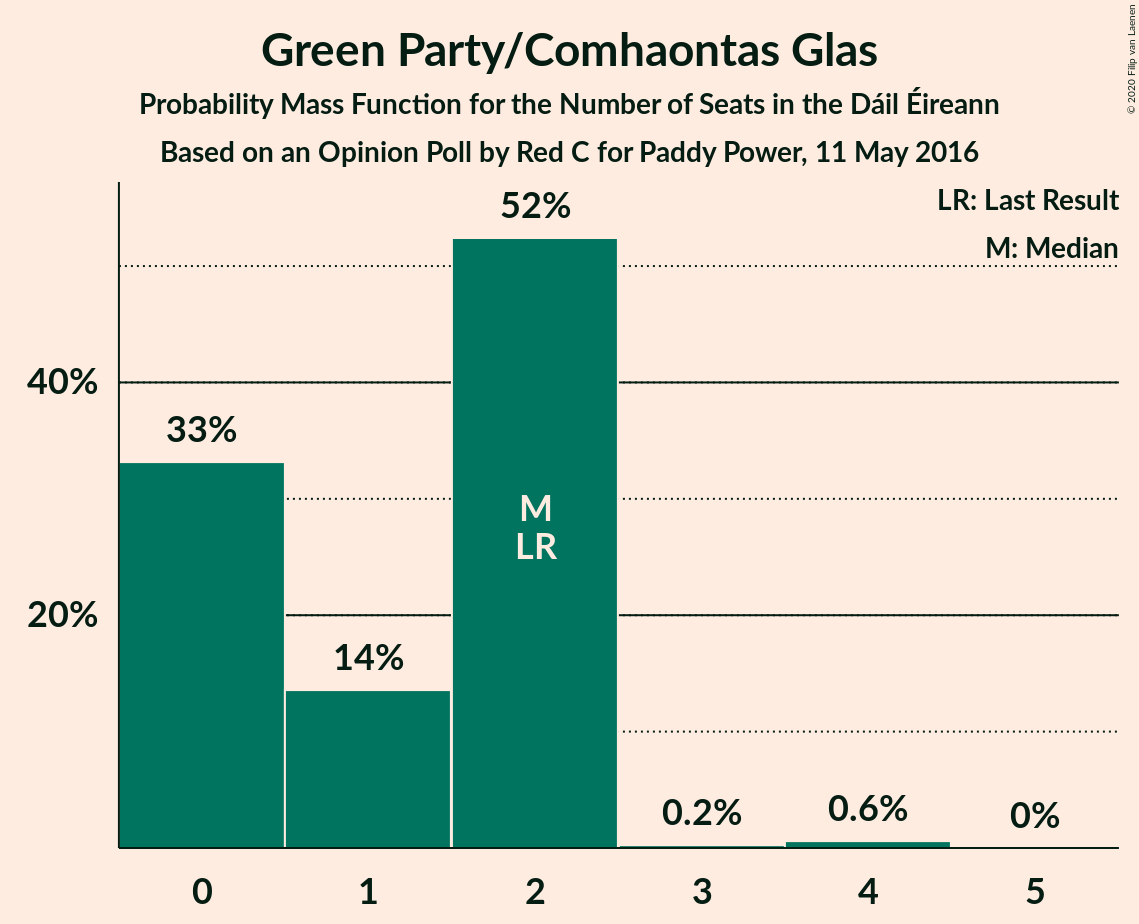 Green Party/Comhaontas Glas
Probability Mass Function for the Number of Seats in the Dáil Éireann
Based on an Opinion Poll by Red C for Paddy Power, 11 May 2016
© 2020 Filip van Laenen
LR: Last Result
M: Median
52%
40%
33%
M
LR
20%
14%
0.2%
0.6%
0%
0 1 2 3 4 5